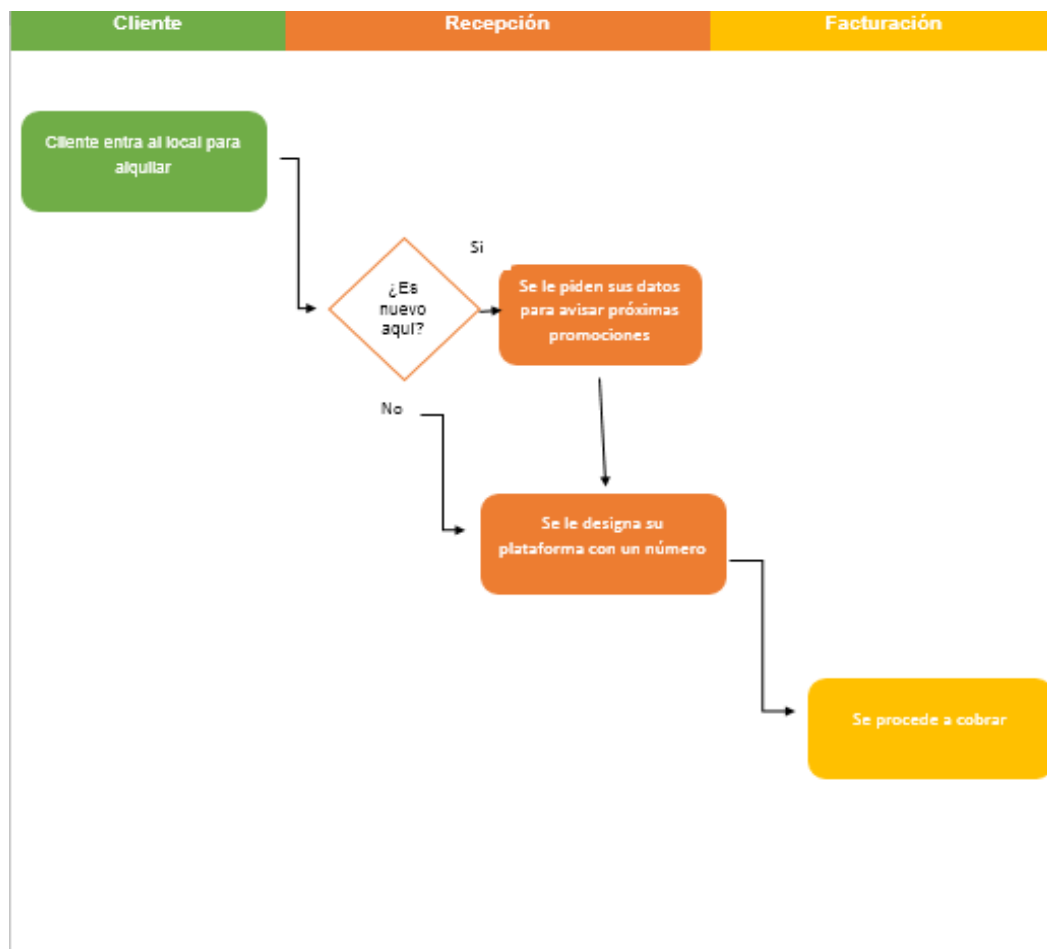 Cliente
Recepción
Facturación
Cliente entra al local para
alquilar
Si
¿Es
nuevo
aquí?
Se le piden sus datos
para avisar próximas
promociones
No
Se le designa su
plataforma con un número
Se procede a cobrar